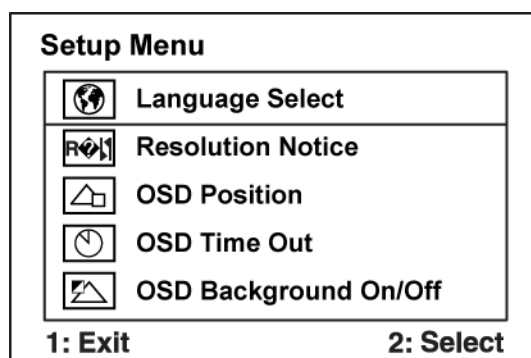 Setup Menu
Language Select
Resolution Notice
OSD Position
OSD Time Out
OSD Background On/Off
1: Exit 2: Select